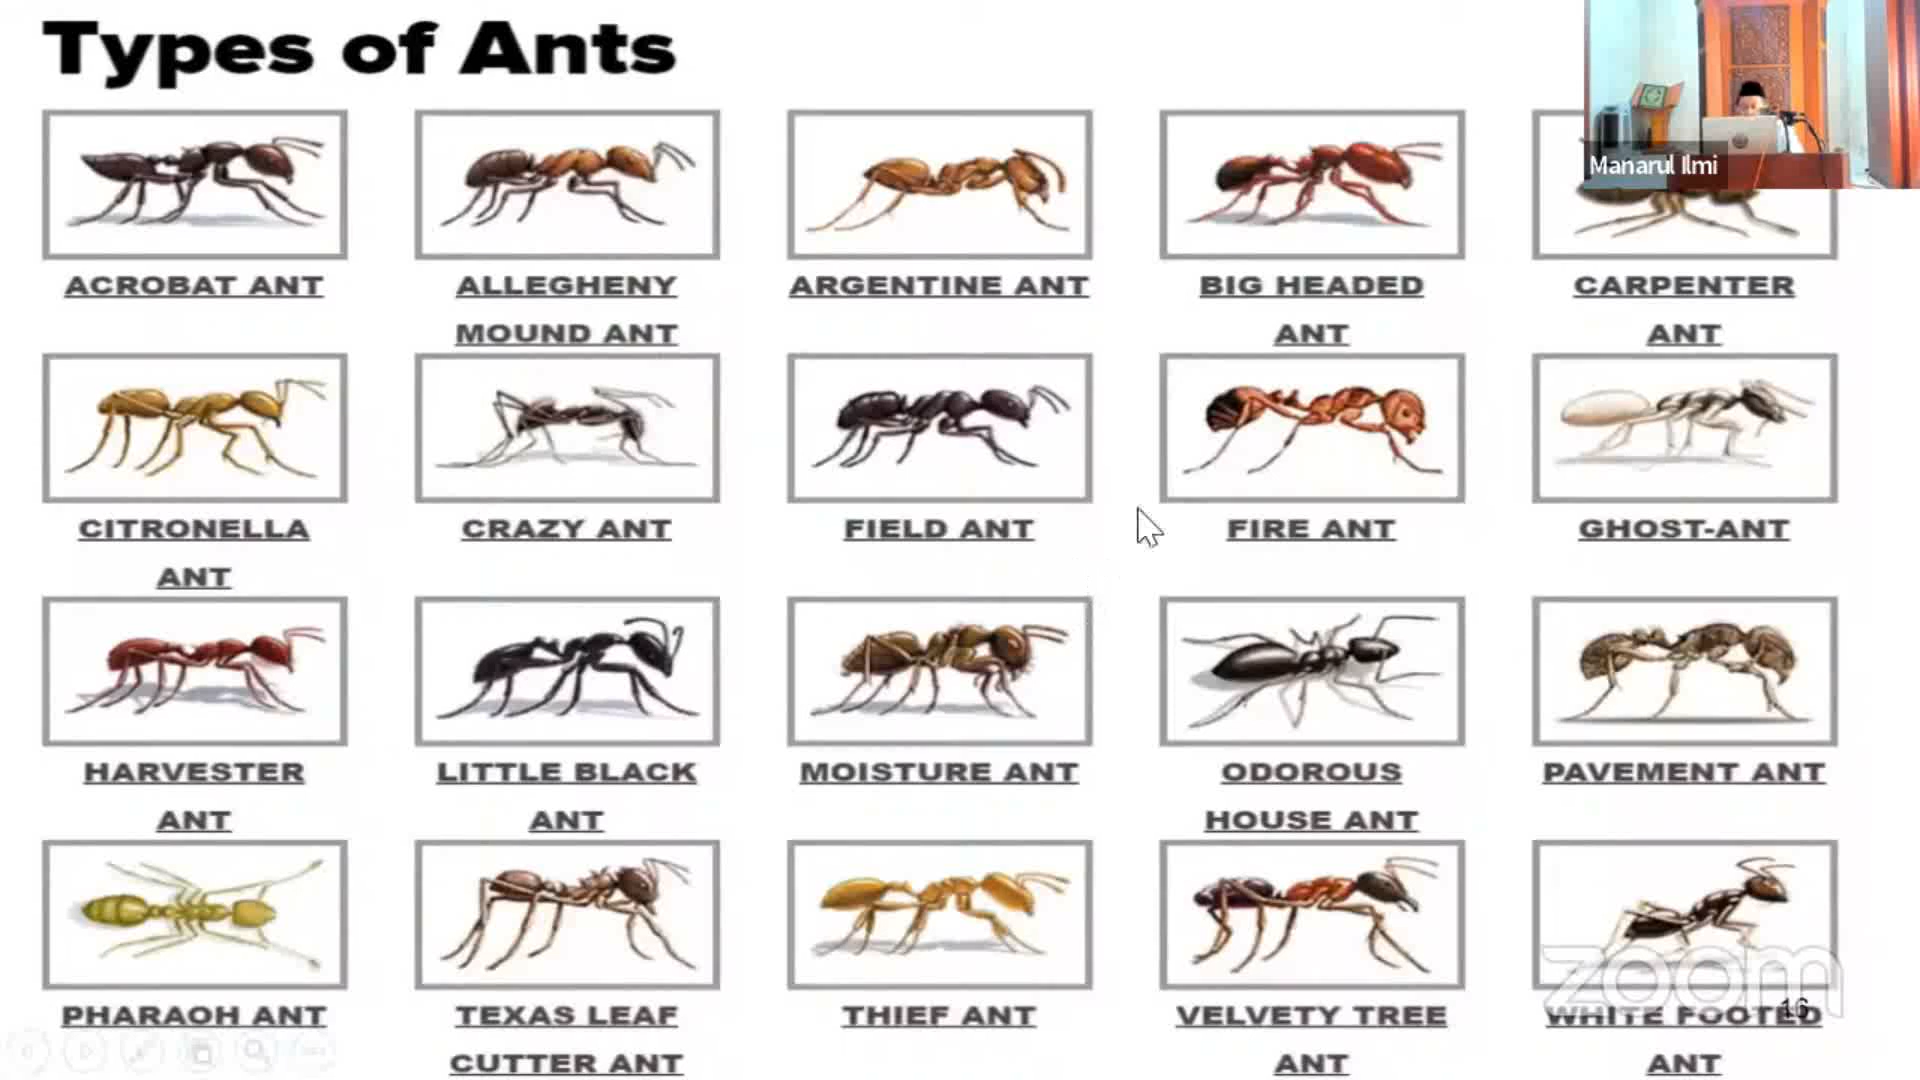 Types of Ants
Manarul Ilmi
ACROBAT ANT
ALLEGHENY
MOUND ANT
ARGENTINE ANT
BIG HEADED
ANT
CARPENTER
ANT
CITRONELLA
ANT
CRAZY ANT
FIELD ANT
FIRE ANT
GHOST-ANT
HARVESTER
ANT
LITTLE BLACK
ANT
MOISTURE ANT
ODOROUS
HOUSE ANT
PAVEMENT ANT
PHARAOH ANT
TEXAS LEAF
CUTTER ANT
THIEF ANT
VELVETY TREE
ANT
WHITE FOOTED
ANT
zoom
16